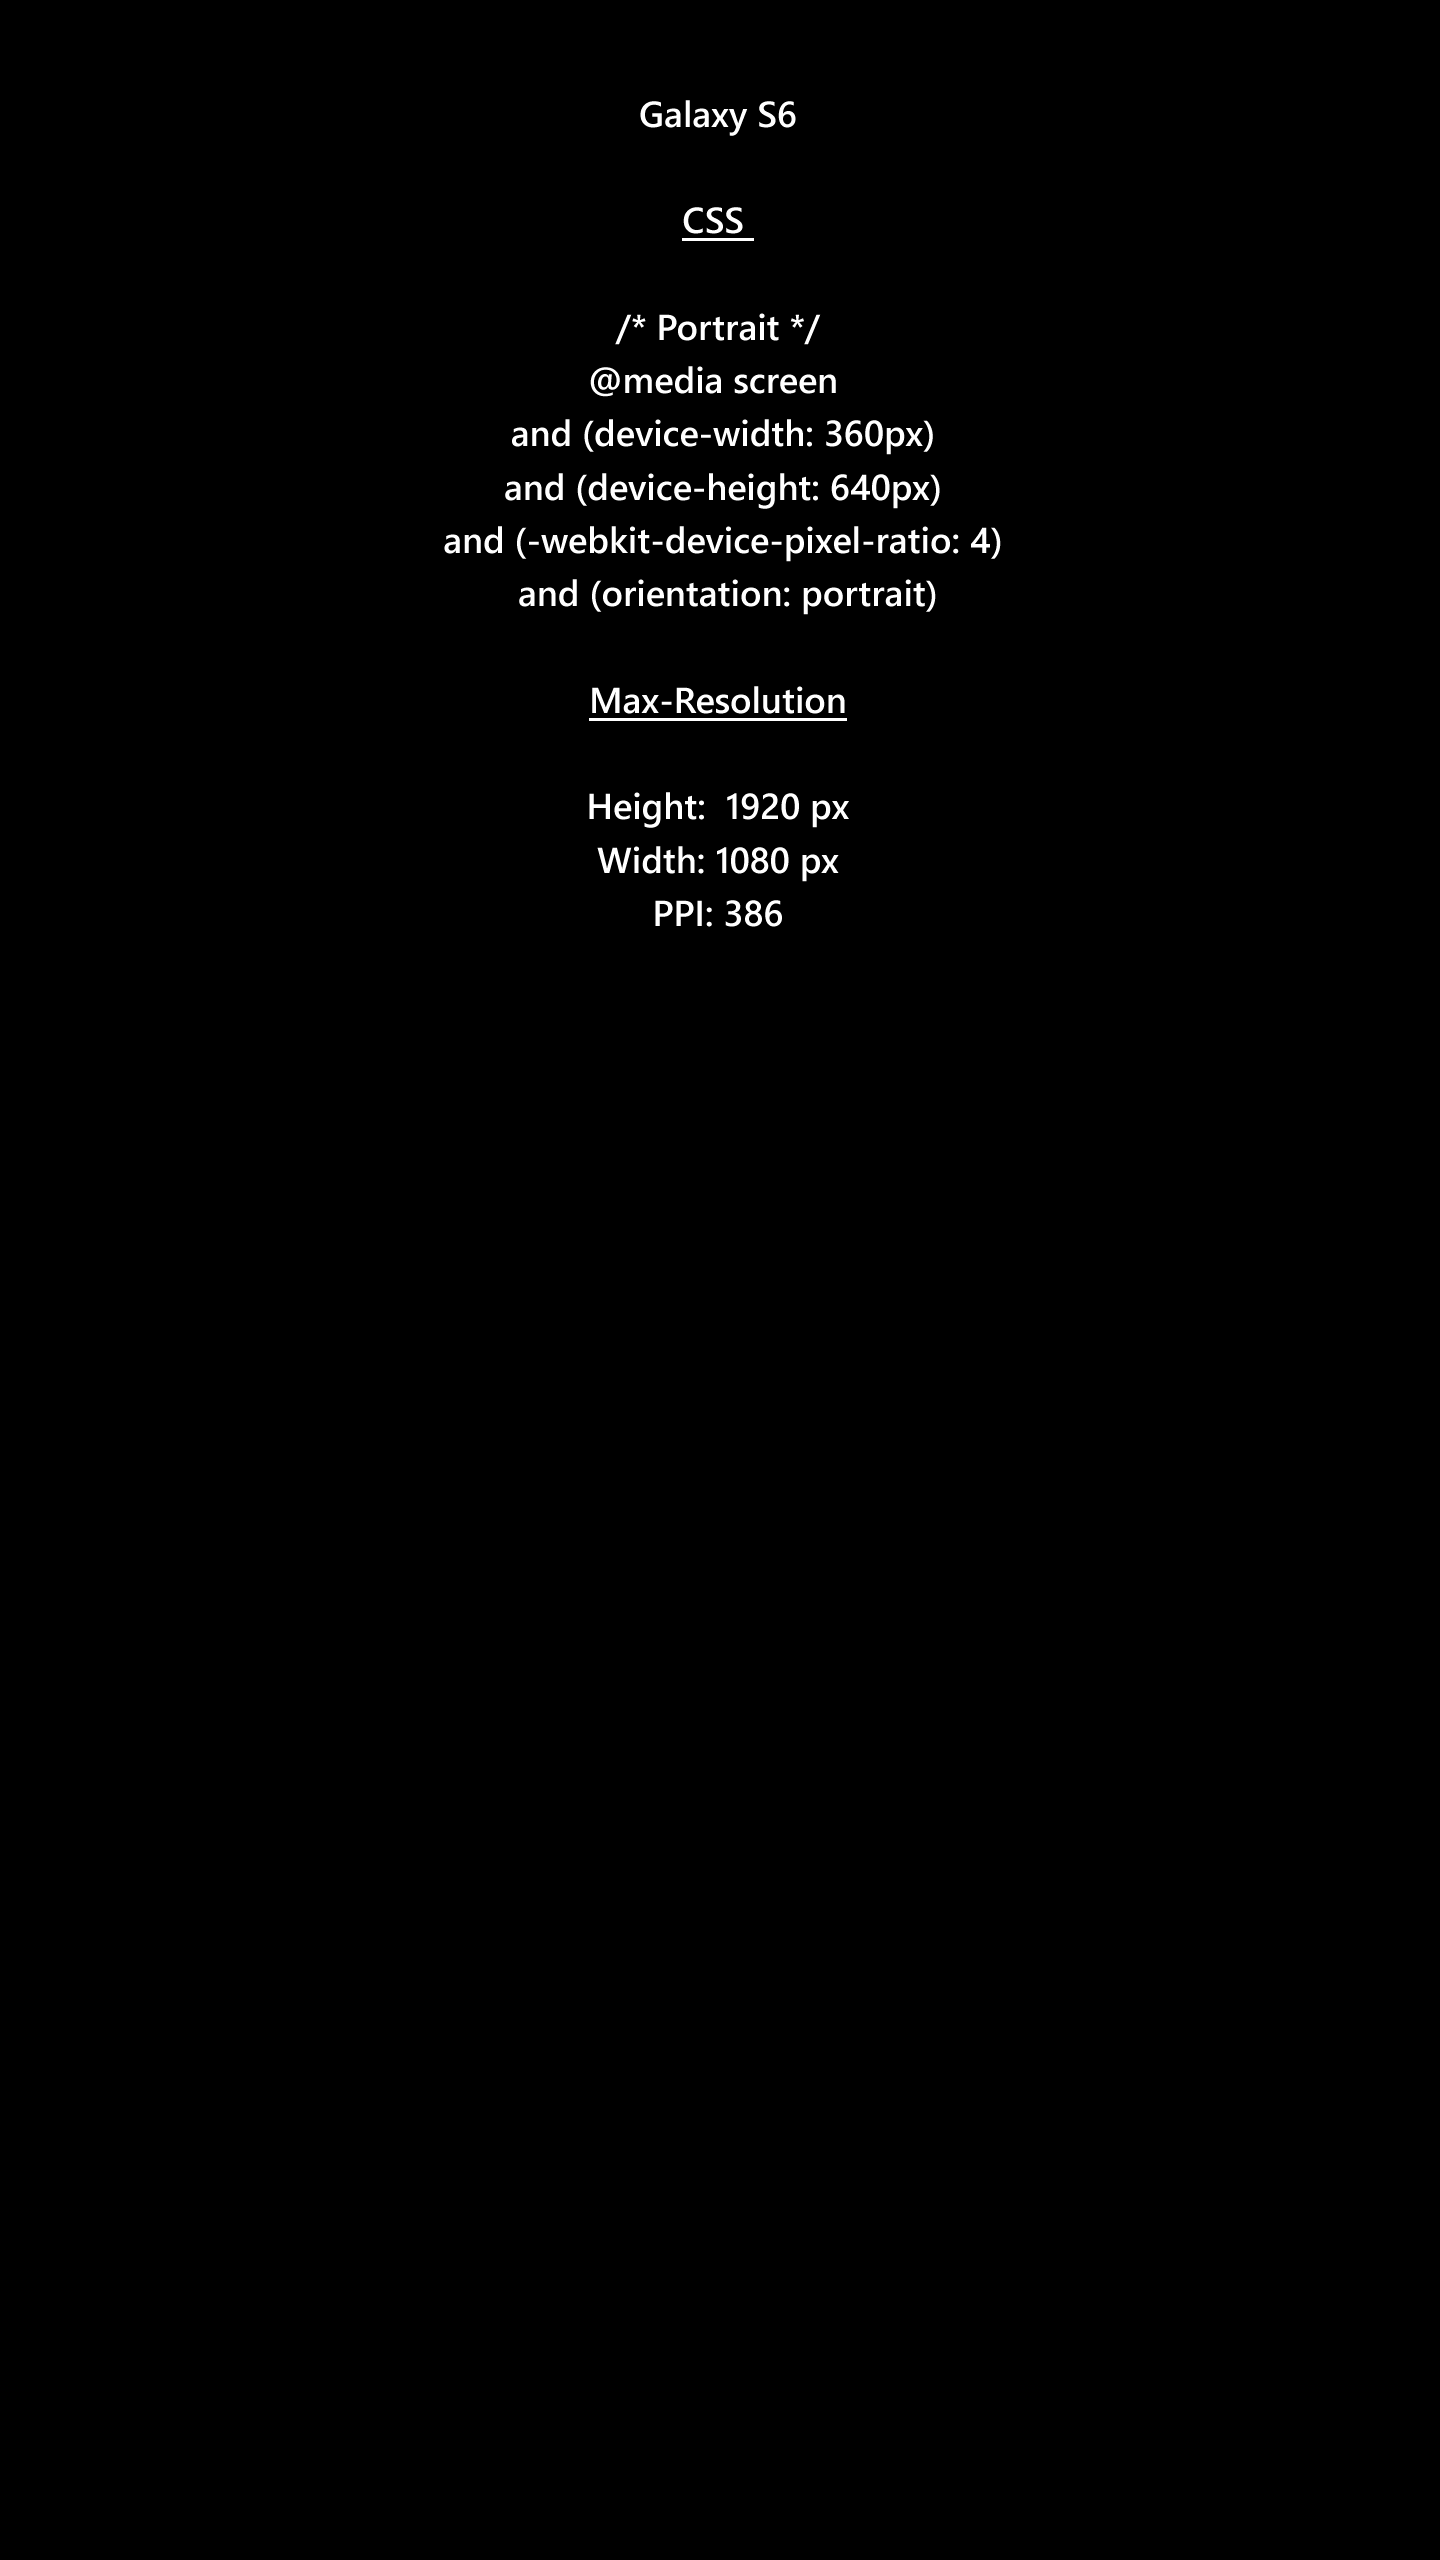 Galaxy S6
CSS
/* Portrait */
@media screen
and (device-width: 360px)
and (device-height: 640px)
and (-webkit-device-pixel-ratio: 4)
and (orientation: portrait)
Max-Resolution
Height:  1920 px
Width: 1080 px
PPI: 386